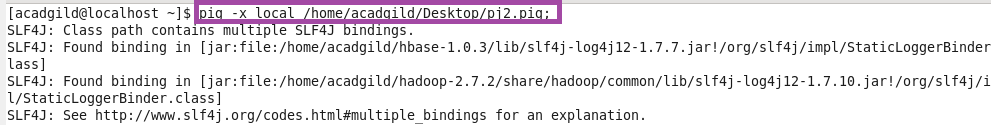 [acadgild@localhost ~]$ pig -x local /home/acadgild/Desktop/pj2.pig;
SLF4J: Class path contains multiple SLF4J bindings.
SLF4J: Found binding in [jar:file:/home/acadgild/hbase-1.0.3/lib/slf4j-log4j12-1.7.7.jar!/org/slf4j/impl/StaticLoggerBinder
lass]
SLF4J: Found binding in [jar:file:/home/acadgild/hadoop-2.7.2/share/hadoop/common/lib/slf4j-log4j12-1.7.10.jar!/org/slf4j/i
l/StaticLoggerBinder.class]
SLF4J: See http://www.slf4j.org/codes.html#multiple_bindings for an explanation.